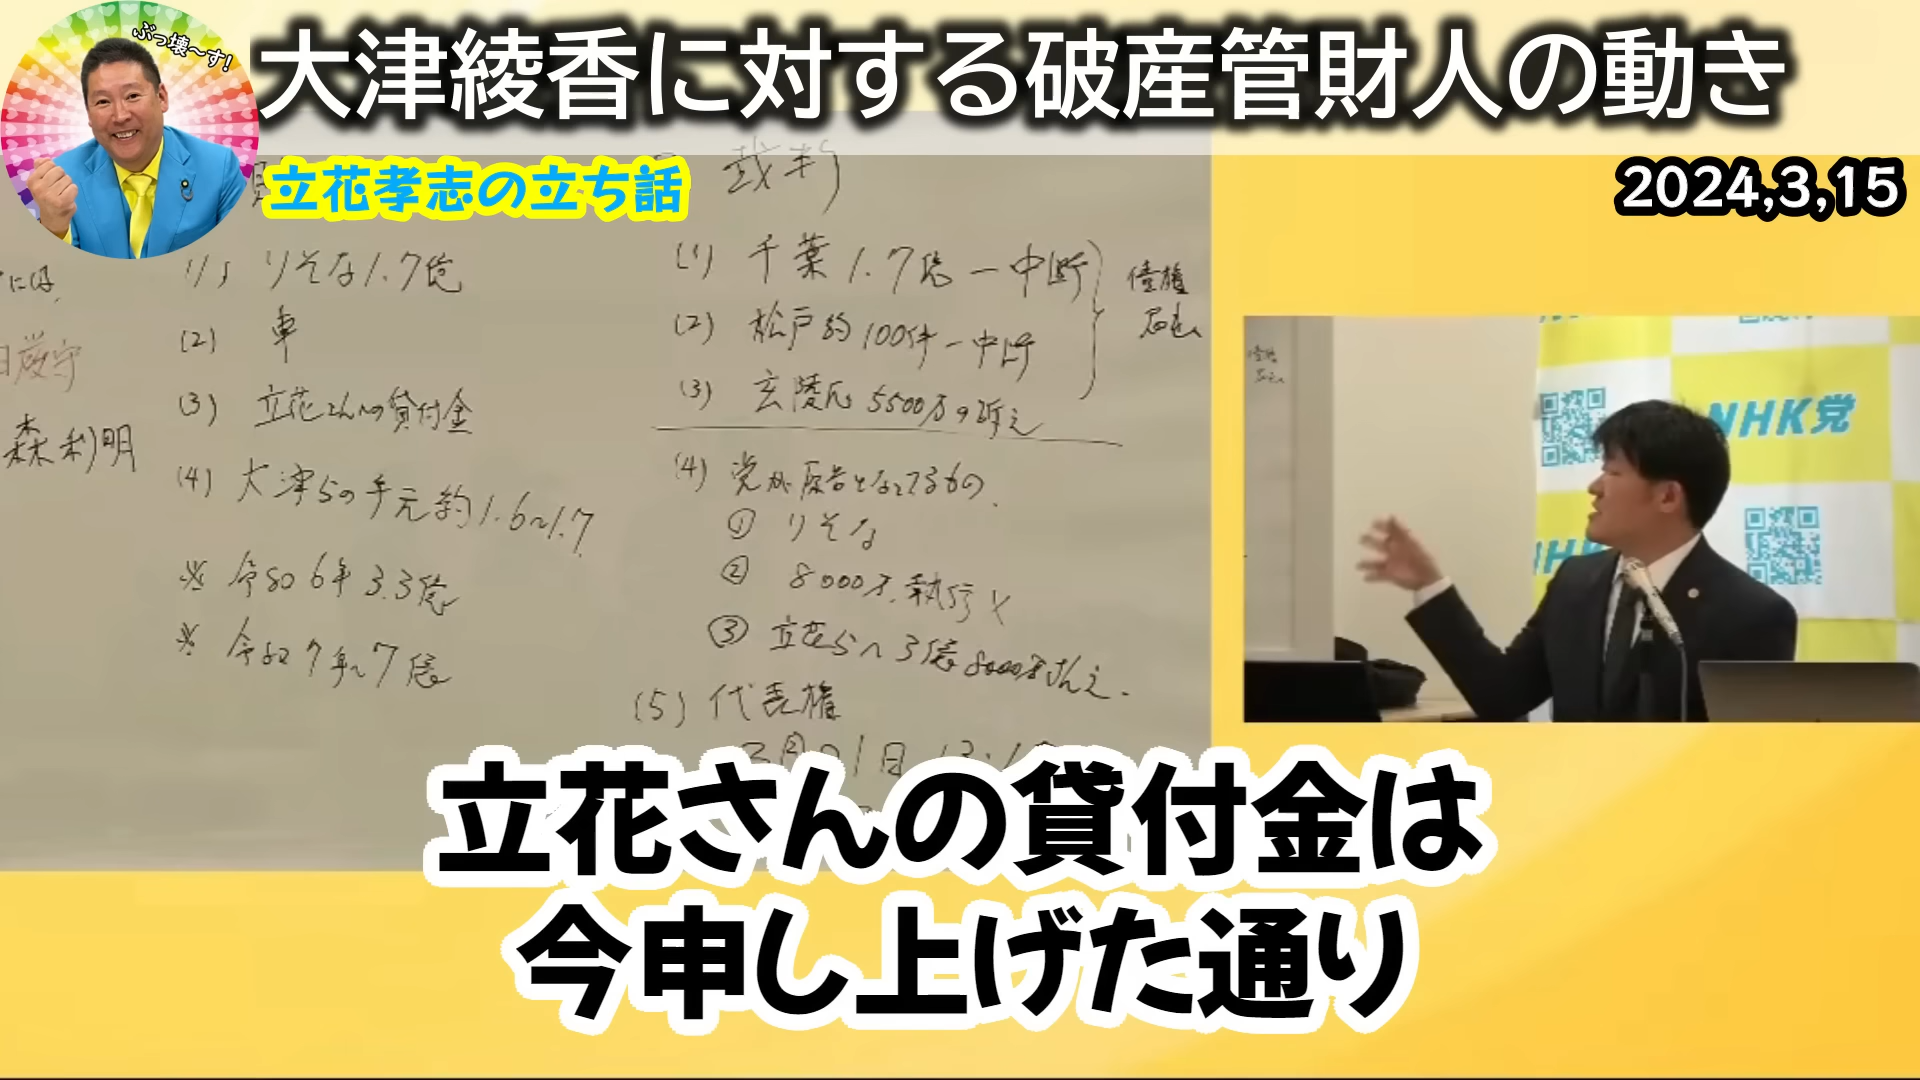 ぶっ壊〜す!
大津綾香に対する破産管財人の動き
立花孝志の立ち話
2024,3,15
裁判
には、
日厳守
森利明
りそな1.7億
(2) 車
(3) 立花さんへの貸付金
(4) 大津らの手元約1.6〜1.7
※ 令和6年 3.3億
※ 令和7年〜7億
(1) 千葉1.7億ー中断
(2) 松戸約100件ー中断
(3) 玄陵氏5500万の訴え
債権
(4) 党が原告となってるもの、
① りそな
② 8000万、執行
③ 立花らへ3億8000万
(5) 代表権
NHK党
立花さんの貸付金は
今申し上げた通り